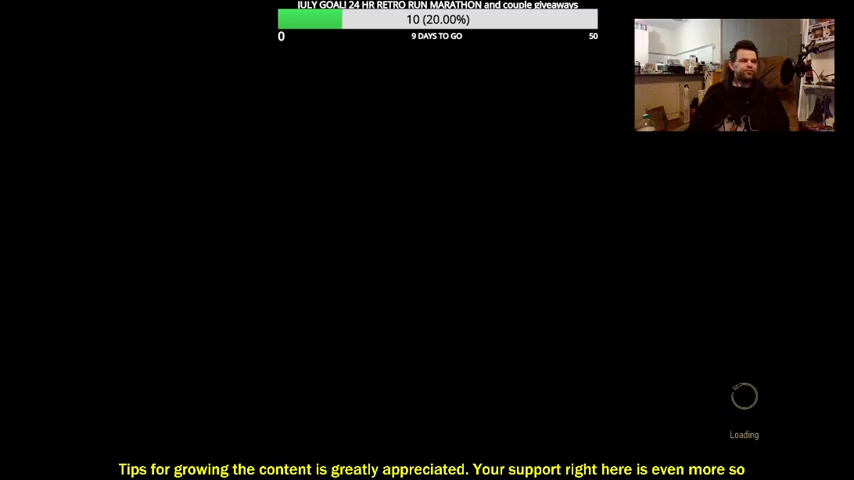 JULY GOAL! 24 HR RETRO RUN MARATHON and couple giveaways
10 (20.00%)
0
9 DAYS TO GO
50
Loading
Tips for growing the content is greatly appreciated. Your support right here is even more so